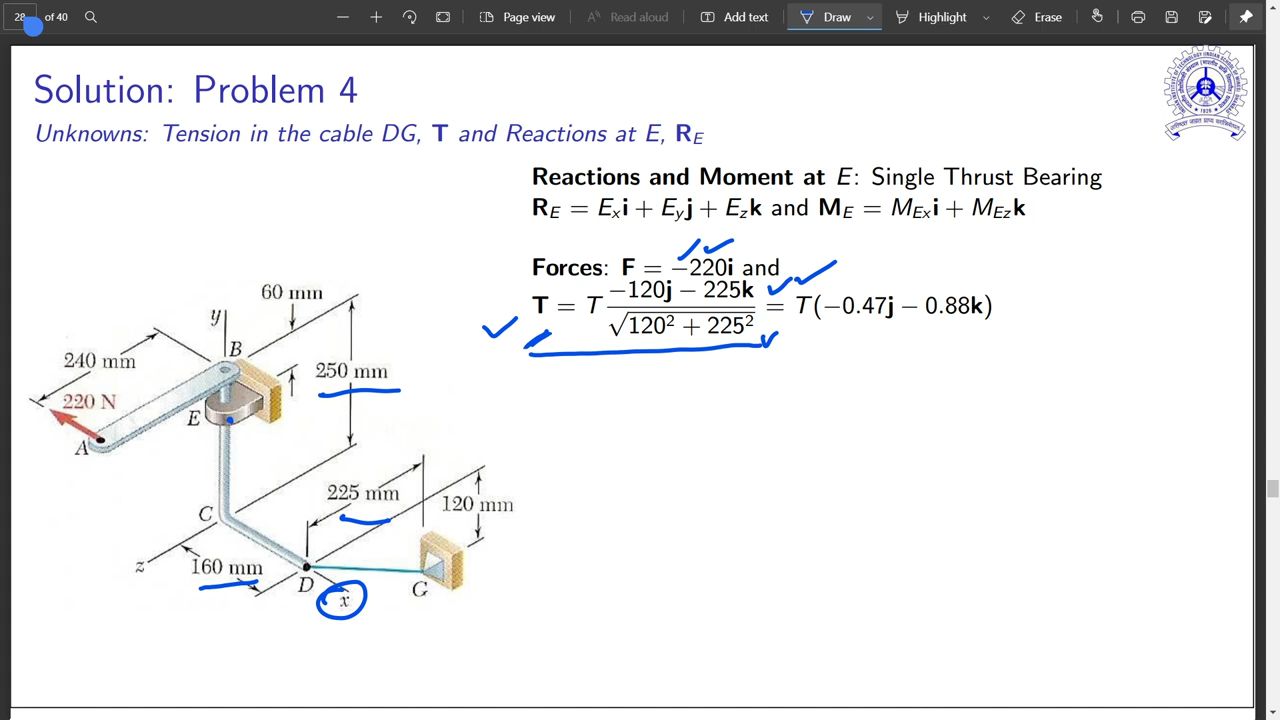 28 of 40
Page view
Read aloud
Add text
Draw
Highlight
Erase
Solution: Problem 4
Unknowns: Tension in the cable DG, T and Reactions at E, R_E
Reactions and Moment at E: Single Thrust Bearing
R_E = E_x i + E_y j + E_z k and M_E = M_Ex i + M_Ez k
Forces: F = −220i and
T = T (−120j − 225k) / √(120² + 225²) = T(−0.47j − 0.88k)
60 mm
y
B
240 mm
250 mm
220 N
E
A
225 mm
120 mm
C
z
160 mm
D
G
x